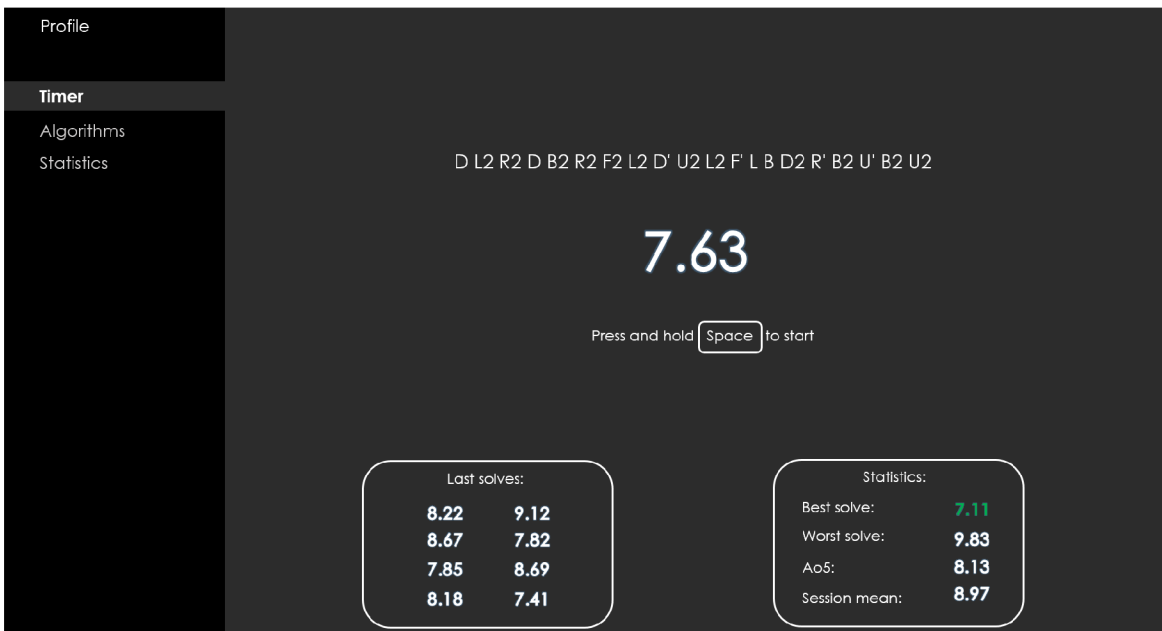 Profile
Timer
Algorithms
Statistics
D L2 R2 D B2 R2 F2 L2 D' U2 L2 F' L B D2 R' B2 U' B2 U2
7.63
Press and hold Space to start
Last solves:
8.22 9.12
8.67 7.82
7.85 8.69
8.18 7.41
Statistics:
Best solve: 7.11
Worst solve: 9.83
Ao5: 8.13
Session mean: 8.97